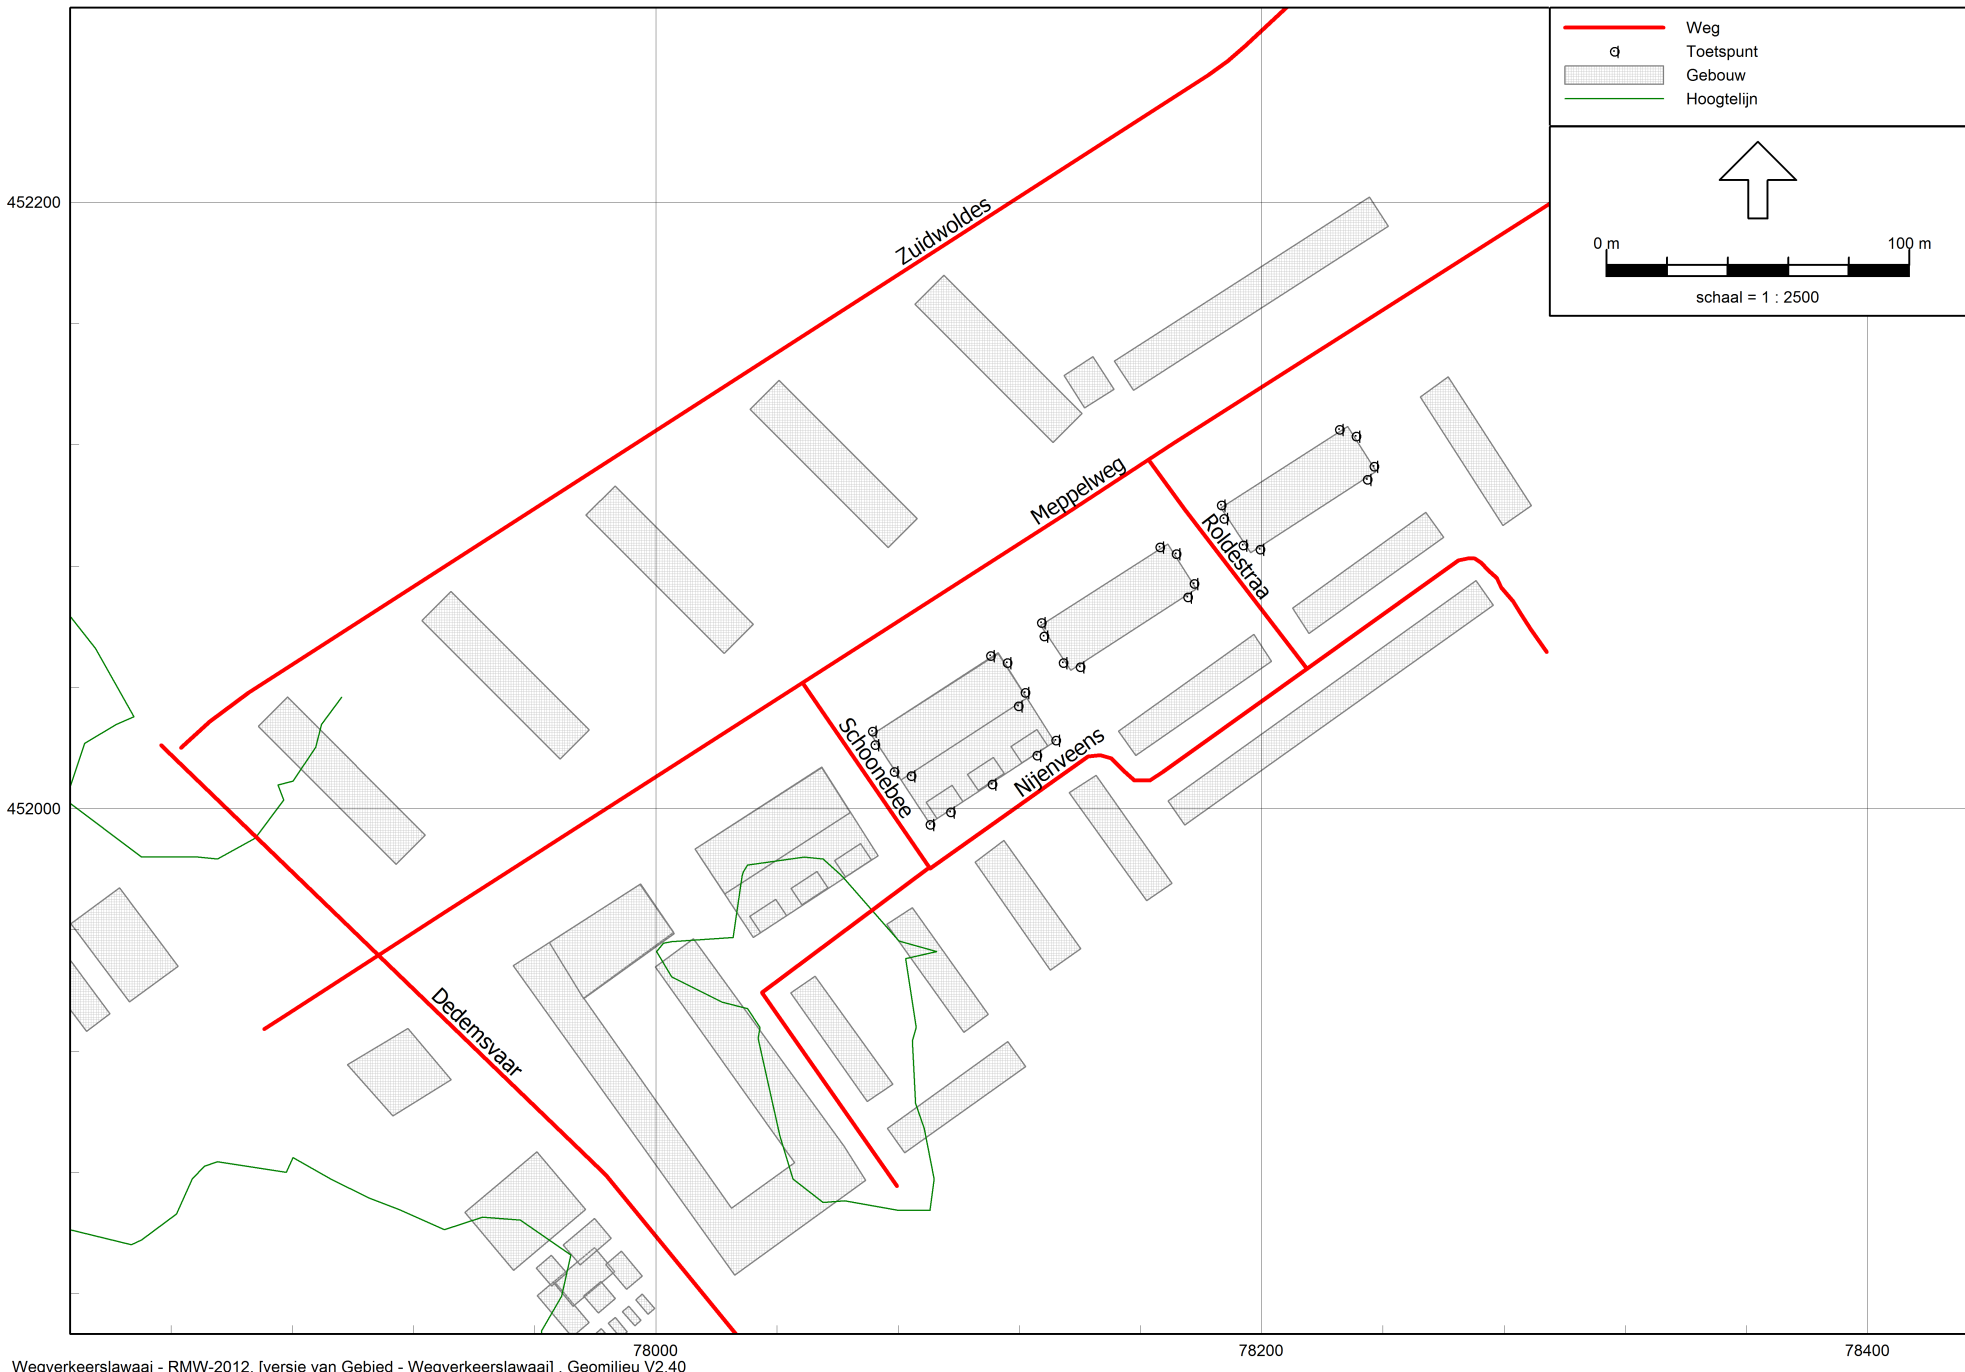 Weg
Toetspunt
Gebouw
Hoogtelijn
0 m 100 m
schaal = 1 : 2500
452200
Zuidwoldes
Meppelweg
Roldestraa
Schoonebee
Nijenveens
452000
Dedemsvaar
78000 78200 78400
Wegverkeerslawaai - RMW-2012, [versie van Gebied - Wegverkeerslawaai] , Geomilieu V2.40